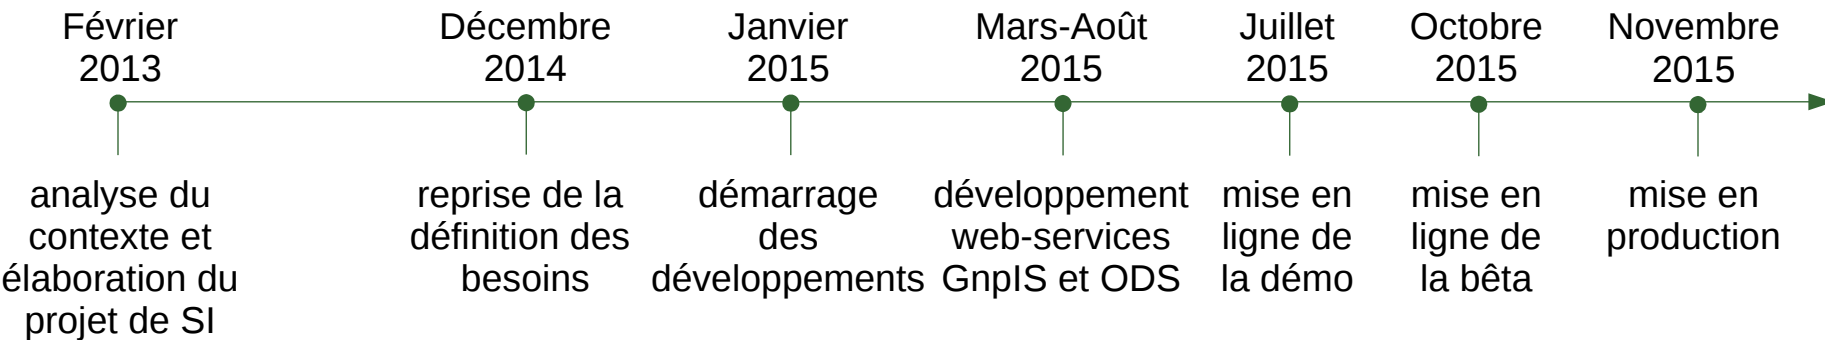 Février
2013
Décembre
2014
Janvier
2015
Mars-Août
2015
Juillet
2015
Octobre
2015
Novembre
2015
analyse du
contexte et
élaboration du
projet de SI
reprise de la
définition des
besoins
démarrage
des
développements
développement
web-services
GnpIS et ODS
mise en
ligne de
la démo
mise en
ligne de
la bêta
mise en
production